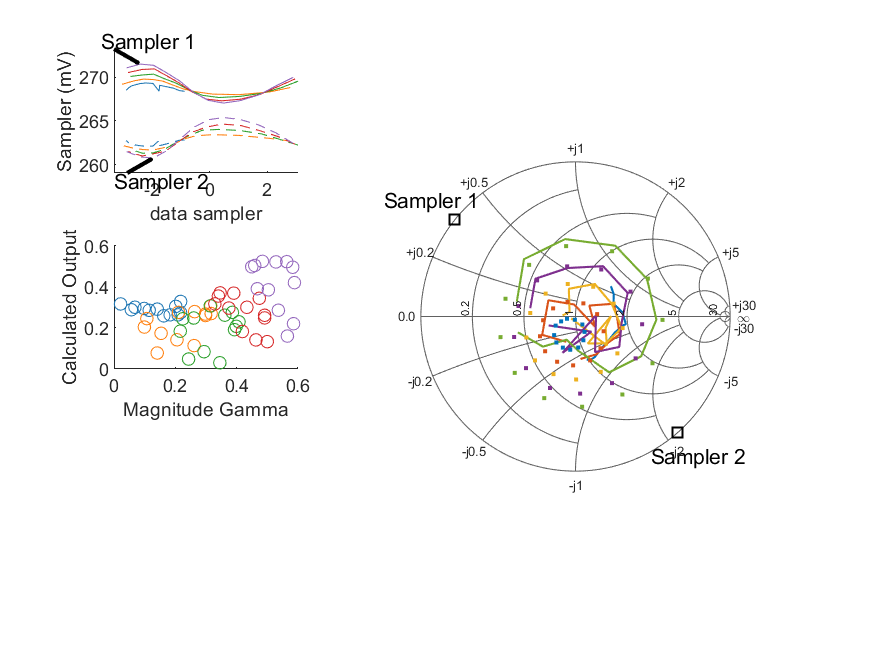 Sampler 1
Sampler (mV)
270
265
260
Sampler 2
-2
0
2
data sampler
Calculated Output
0.6
0.4
0.2
0
0
0.2
0.4
0.6
Magnitude Gamma
+j1
+j0.5
+j2
Sampler 1
+j0.2
+j5
0.0
0.2
0.5
1
2
5
30
+j30
∞
-j30
-j0.2
-j5
-j0.5
-j2
Sampler 2
-j1